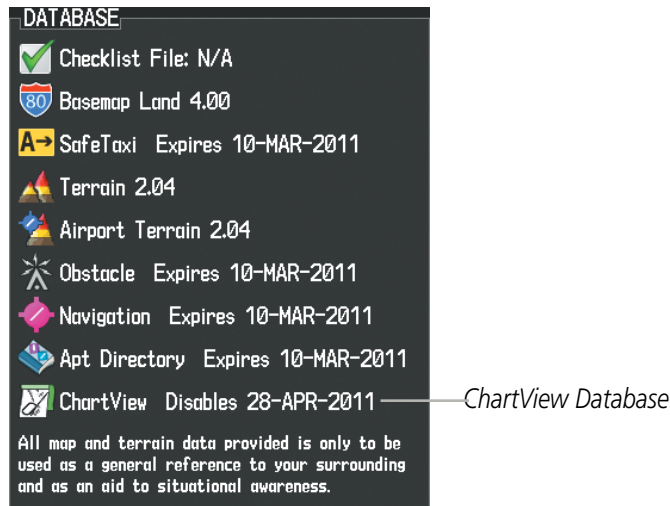 DATABASE
Checklist File: N/A
80 Basemap Land 4.00
A→ SafeTaxi Expires 10-MAR-2011
Terrain 2.04
Airport Terrain 2.04
Obstacle Expires 10-MAR-2011
Navigation Expires 10-MAR-2011
Apt Directory Expires 10-MAR-2011
ChartView Disables 28-APR-2011 ChartView Database
All map and terrain data provided is only to be
used as a general reference to your surrounding
and as an aid to situational awareness.